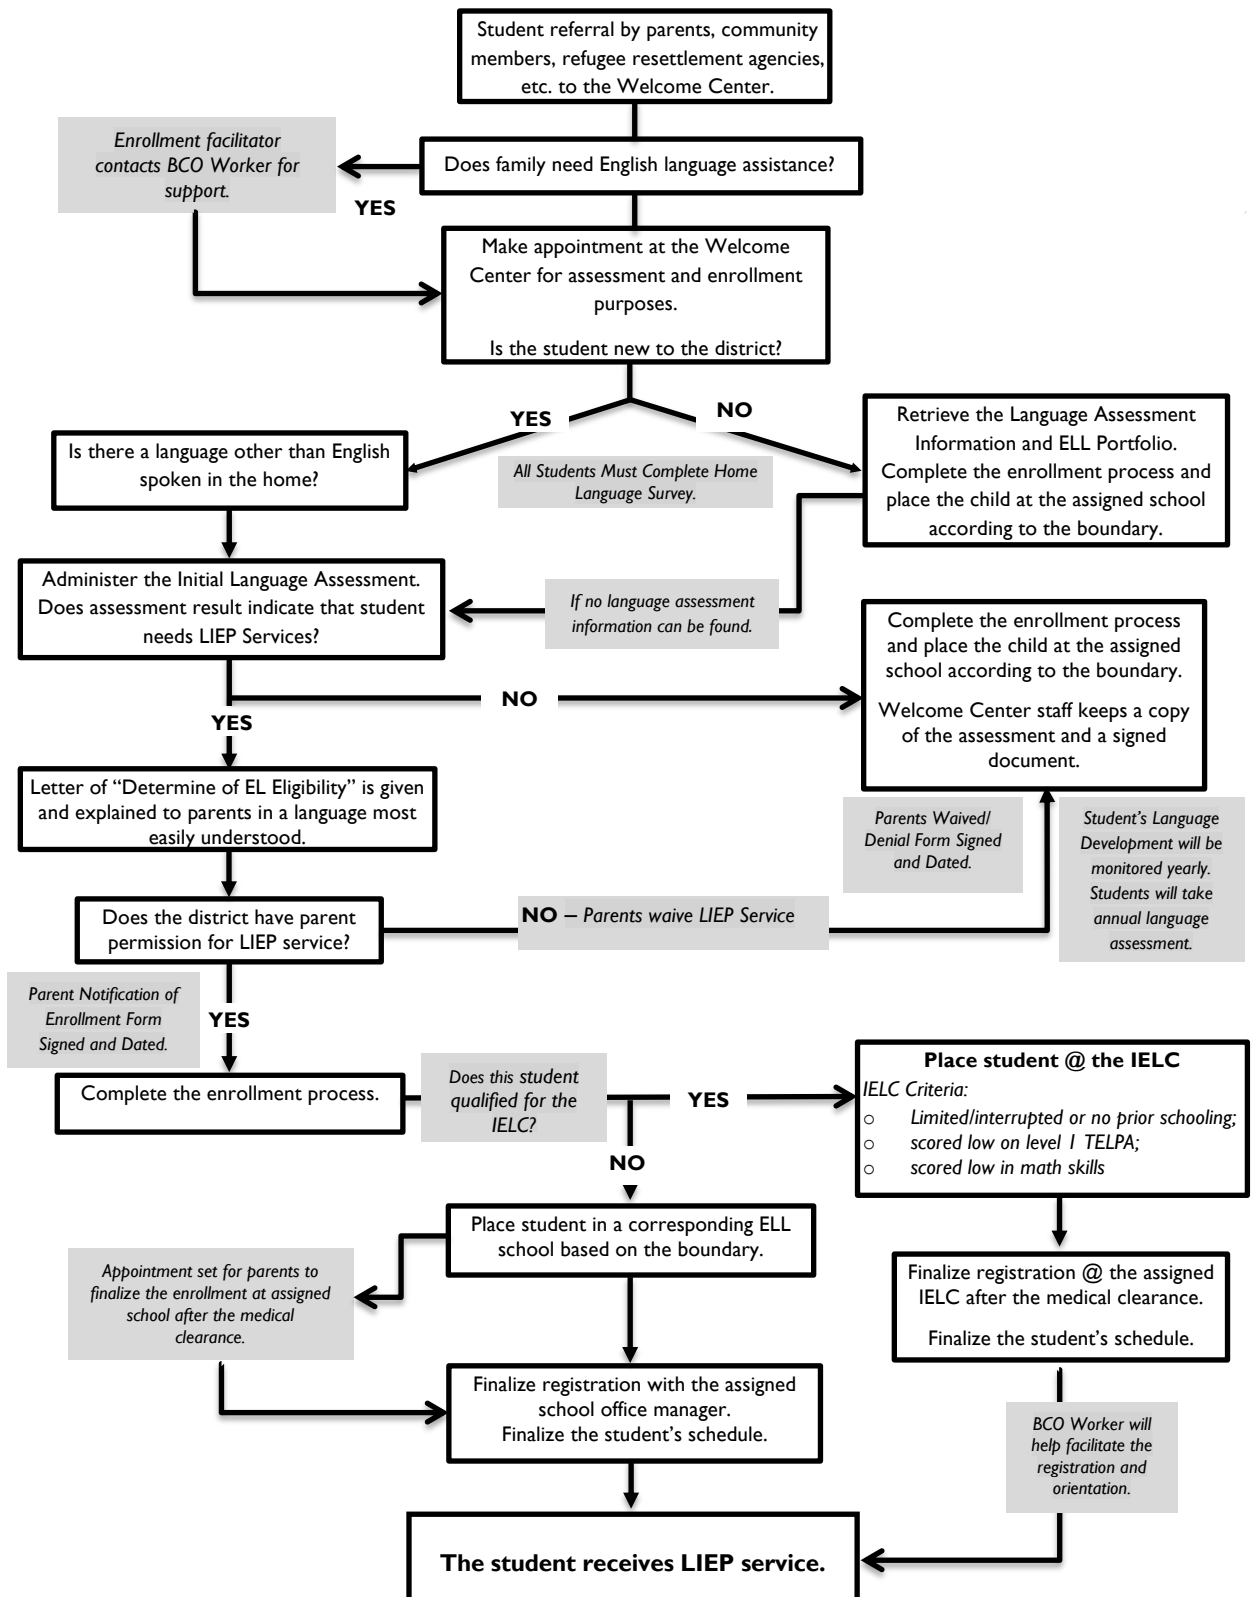 Student referral by parents, community
members, refugee resettlement agencies,
etc. to the Welcome Center.
Enrollment facilitator
contacts BCO Worker for
support.
Does family need English language assistance?
YES
Make appointment at the Welcome
Center for assessment and enrollment
purposes.
Is the student new to the district?
YES
NO
Is there a language other than English
spoken in the home?
All Students Must Complete Home
Language Survey.
Retrieve the Language Assessment
Information and ELL Portfolio.
Complete the enrollment process and
place the child at the assigned school
according to the boundary.
Administer the Initial Language Assessment.
Does assessment result indicate that student
needs LIEP Services?
If no language assessment
information can be found.
Complete the enrollment process
and place the child at the assigned
school according to the boundary.
Welcome Center staff keeps a copy
of the assessment and a signed
document.
NO
YES
Letter of “Determine of EL Eligibility” is given
and explained to parents in a language most
easily understood.
Parents Waived/
Denial Form Signed
and Dated.
Student’s Language
Development will be
monitored yearly.
Students will take
annual language
assessment.
Does the district have parent
permission for LIEP service?
NO – Parents waive LIEP Service
Parent Notification of
Enrollment Form
Signed and Dated.
YES
Complete the enrollment process.
Does this student
qualified for the
IELC?
YES
NO
Place student @ the IELC
IELC Criteria:
o Limited/interrupted or no prior schooling;
o scored low on level 1 TELPA;
o scored low in math skills
Place student in a corresponding ELL
school based on the boundary.
Appointment set for parents to
finalize the enrollment at assigned
school after the medical
clearance.
Finalize registration @ the assigned
IELC after the medical clearance.
Finalize the student’s schedule.
Finalize registration with the assigned
school office manager.
Finalize the student’s schedule.
BCO Worker will
help facilitate the
registration and
orientation.
The student receives LIEP service.